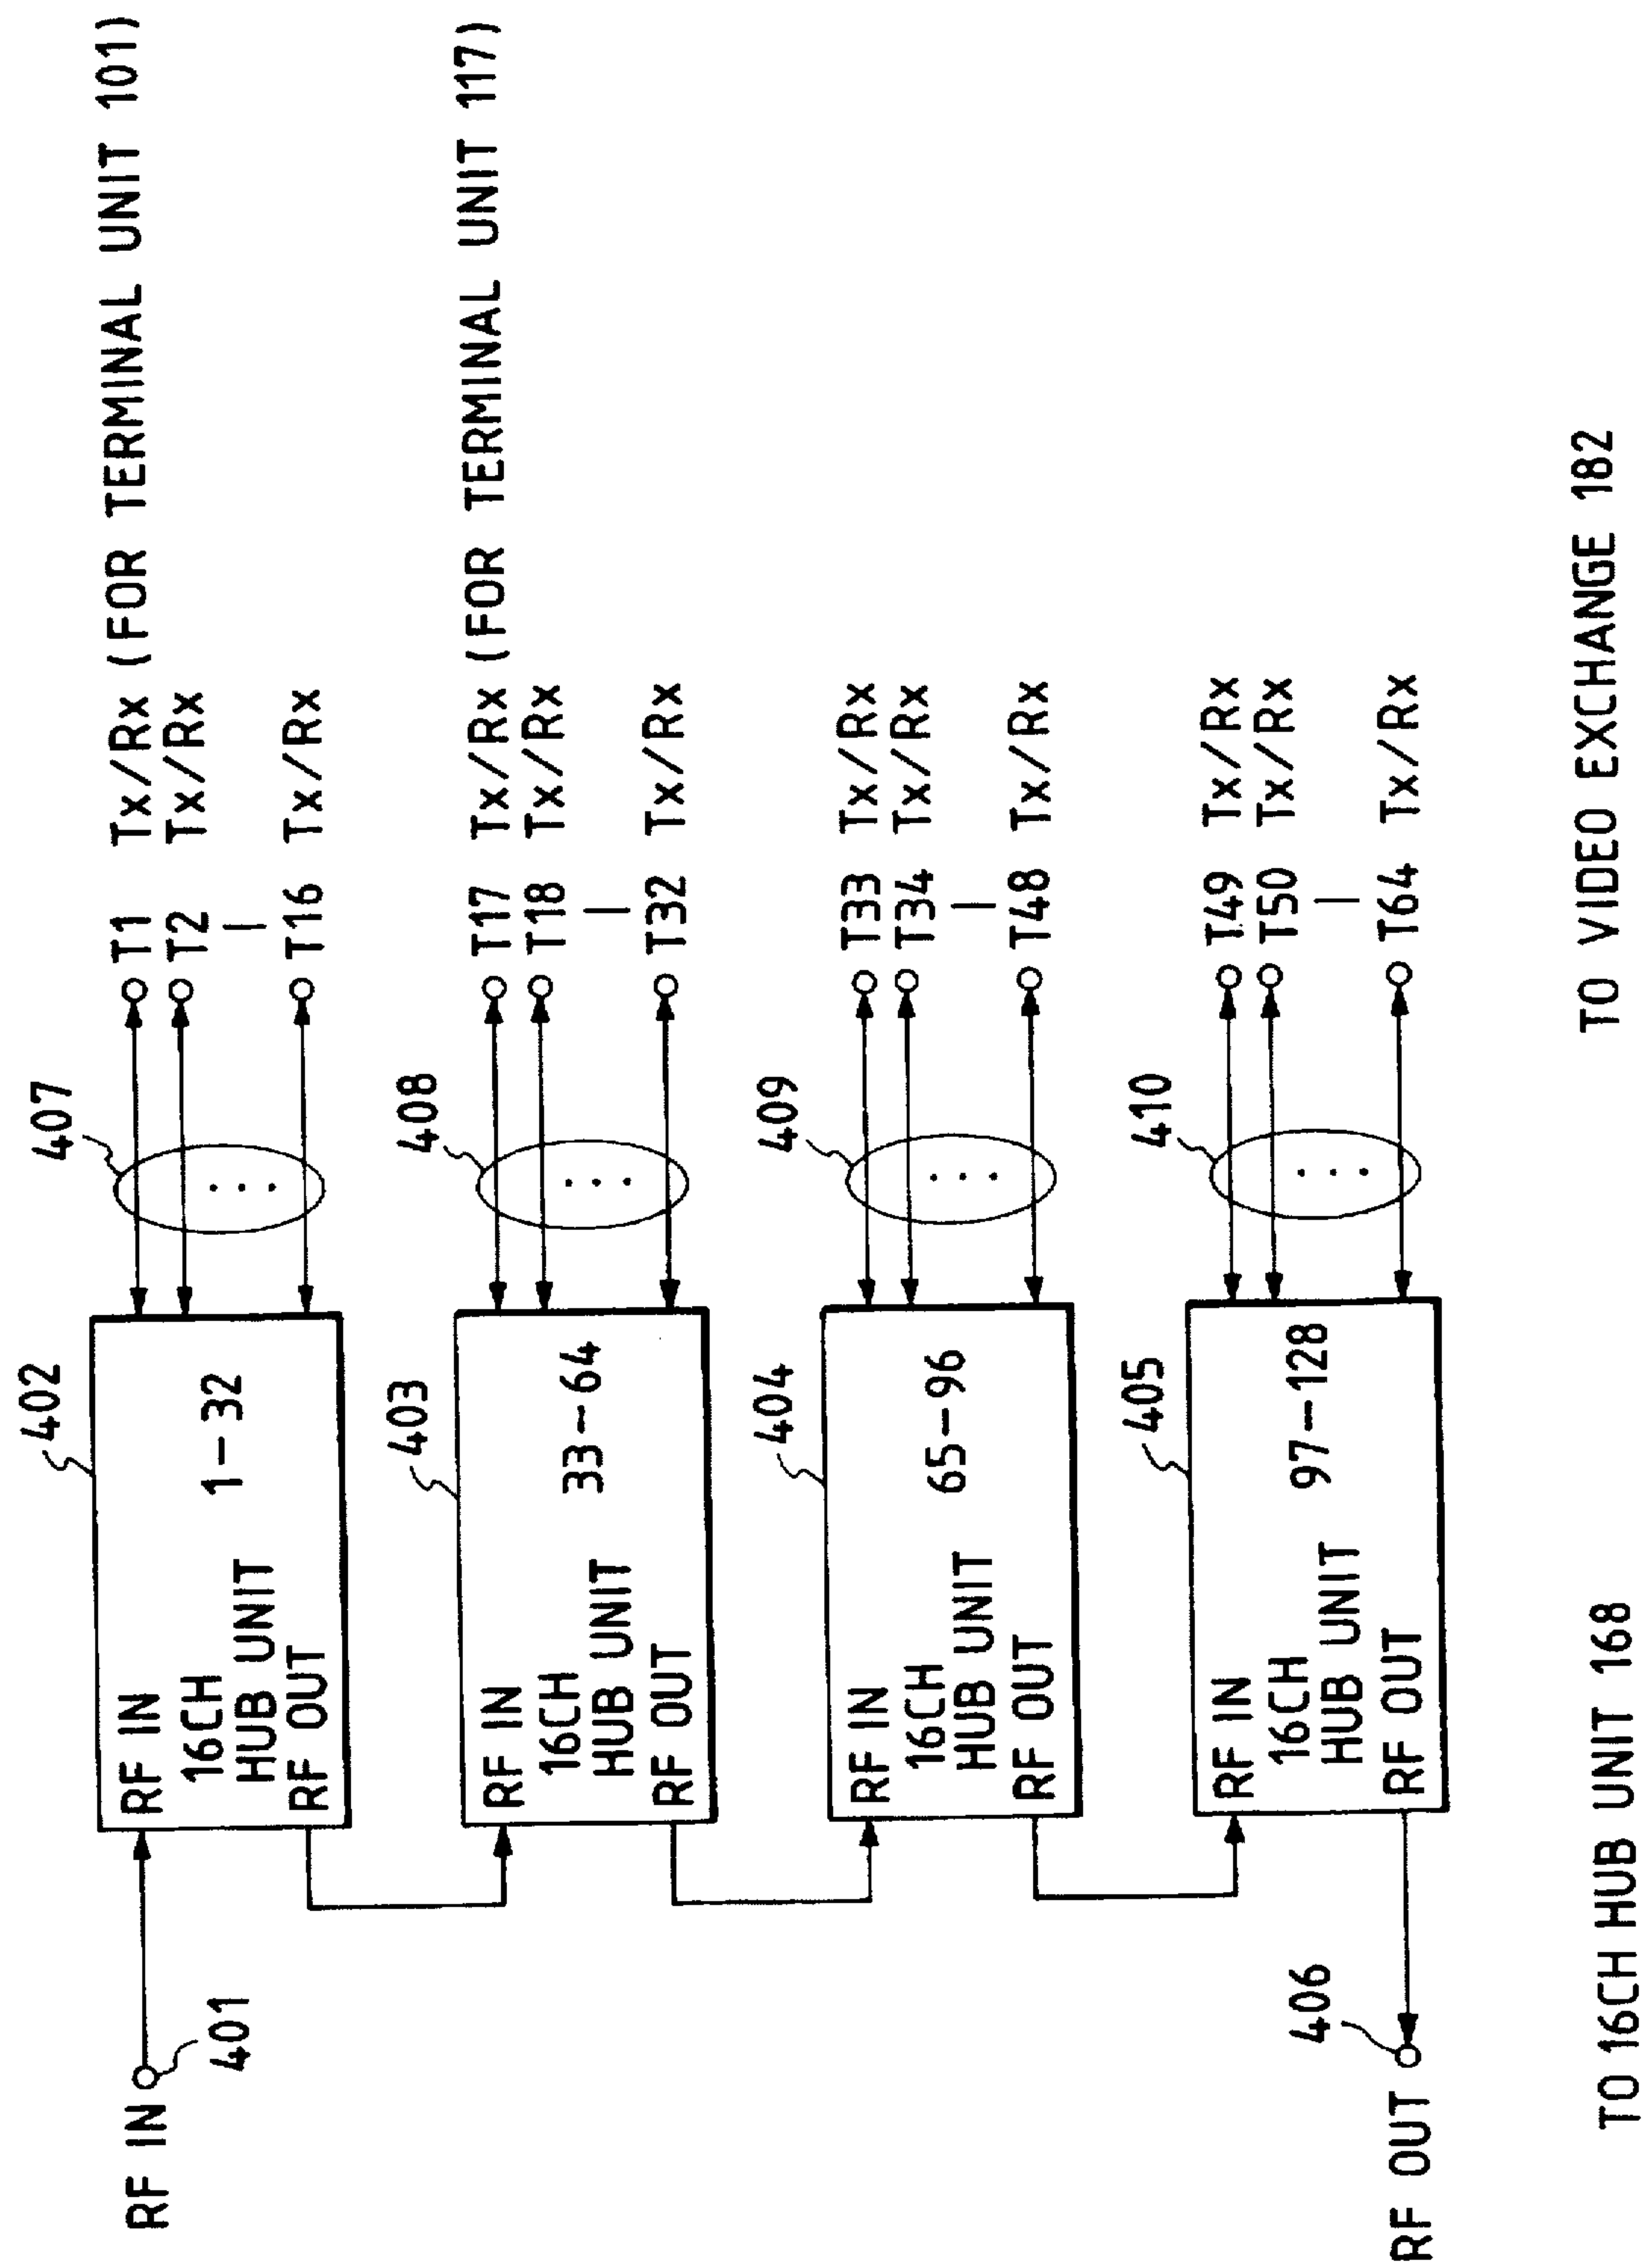 RF IN
401
402
RF IN
16CH
HUB UNIT
RF OUT
1-32
407
T1 Tx/Rx (FOR TERMINAL UNIT 101)
T2 Tx/Rx
T16 Tx/Rx
403
RF IN
16CH
HUB UNIT
RF OUT
33-64
408
T17 Tx/Rx (FOR TERMINAL UNIT 117)
T18 Tx/Rx
T32 Tx/Rx
404
RF IN
16CH
HUB UNIT
RF OUT
65-96
409
T33 Tx/Rx
T34 Tx/Rx
T48 Tx/Rx
405
RF IN
16CH
HUB UNIT
RF OUT
97-128
410
T49 Tx/Rx
T50 Tx/Rx
T64 Tx/Rx
406
RF OUT
TO 16CH HUB UNIT 168
TO VIDEO EXCHANGE 182